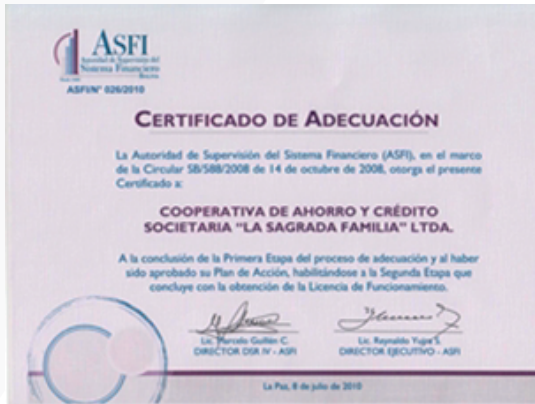 ASFI
Autoridad de Supervisión del
Sistema Financiero
Bolivia
ASFI/N° 026/2010
CERTIFICADO DE ADECUACIÓN
La Autoridad de Supervisión del Sistema Financiero (ASFI), en el marco
de la Circular SB/588/2008 de 14 de octubre de 2008, otorga el presente
Certificado a:
COOPERATIVA DE AHORRO Y CRÉDITO
SOCIETARIA "LA SAGRADA FAMILIA" LTDA.
A la conclusión de la Primera Etapa del proceso de adecuación y al haber
sido aprobado su Plan de Acción, habilitándose a la Segunda Etapa que
concluye con la obtención de la Licencia de Funcionamiento.
Lic. Marcelo Guillén C.
DIRECTOR DSR IV - ASFI
Lic. Reynaldo Yujra S.
DIRECTOR EJECUTIVO - ASFI
La Paz, 8 de julio de 2010